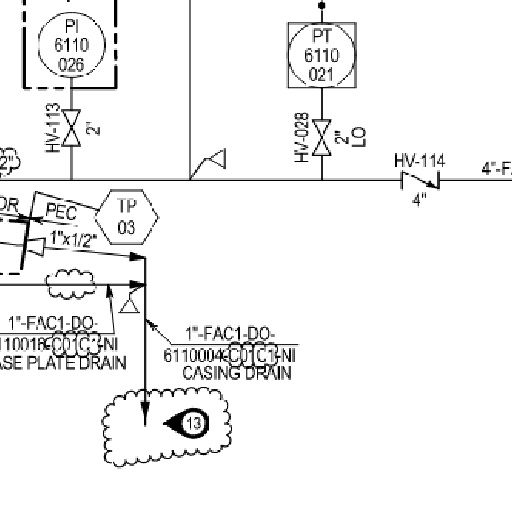 PI
6110
026
PT
6110
021
HV-113
2"
HV-028
2"
LO
HV-114
4"
2"
OR
PEC
TP
03
1"x1/2"
1"-FAC1-DO-
C01C1-NI
ASE PLATE DRAIN
1"-FAC1-DO-
6110004-C01C1-NI
CASING DRAIN
13